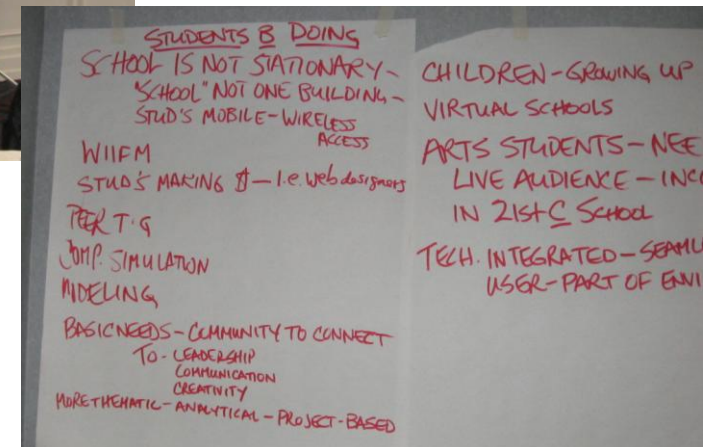 STUDENTS B DOING
SCHOOL IS NOT STATIONARY-
"SCHOOL" NOT ONE BUILDING-
STUD'S MOBILE-WIRELESS
ACCESS
WIIFM
STUD'S MAKING $ - I.e. Web designers
PEER T·G
COMP. SIMULATION
MODELING
BASIC NEEDS - COMMUNITY TO CONNECT
TO - LEADERSHIP
COMMUNICATION
CREATIVITY
MORE THEMATIC - ANALYTICAL - PROJECT-BASED
CHILDREN - GROWING UP
VIRTUAL SCHOOLS
ARTS STUDENTS - NEE
LIVE AUDIENCE - INC
IN 21st C SCHOOL
TECH. INTEGRATED - SEAML
USER - PART OF ENVI